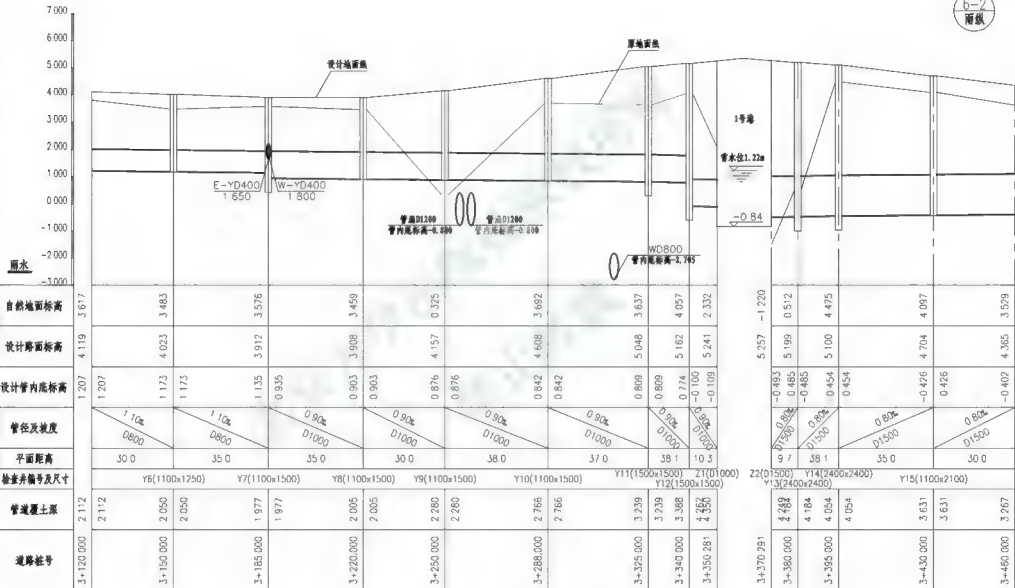 6-2
雨纵
7 000
6 000
5 000
4 000
3 000
2 000
1 000
0 000
-1 000
-2 000
-3 000
设计地面线
原地面线
1号港
常水位1.22m
-0.84
E-YD400
1 650
W-YD400
1 800
管涵D1200
管内底标高-0.800
管涵D1200
管内底标高-0.800
WD800
管内底标高-2.705
雨水
自然地面标高 3 617 3 483 3 576 3 459 0 325 3 692 3 637 4 057 2 332 -1 220 0 512 4 475 4 097 3 529
设计路面标高 4 119 4 023 3 912 3 908 4 157 4 608 5 048 5 162 5 241 5 257 5 199 5 100 4 704 4 365
设计管内底标高 1 207 1 207 1 173 1 173 1 135 0 935 0 903 0 903 0 876 0 876 0 842 0 842 0 809 0 809 0 774 -0 100 -0 109 -0 493 0 485 -0 485 0 454 0 454 -0 426 0 426 -0 402
管径及坡度 1 10‰ D800 1 10‰ D800 0 90‰ D1000 0 90‰ D1000 0 90‰ D1000 0 90‰ D1000 0 90‰ D1000 0 90‰ D1000 0 80‰ D1500 0 80‰ D1500 0 80‰ D1500 0 80‰ D1500
平面距离 30 0 35 0 35 0 30 0 38 0 37 0 38 1 10 3 9 7 38 1 35 0 30 0
检查井编号及尺寸 Y6(1100x1250) Y7(1100x1500) Y8(1100x1500) Y9(1100x1500) Y10(1100x1500) Y11(1500x1500) Y12(1500x1500) Z1(D1000) Z2(D1500) Y13(2400x2400) Y14(2400x2400) Y15(1100x2100)
管道覆土深 2 112 2 112 2 050 2 050 1 977 1 977 2 005 2 005 2 280 2 280 2 766 2 766 3 239 3 239 3 388 4 350 4 184 4 184 4 054 4 054 3 631 3 631 3 267
道路桩号 3+120 000 3+150 000 3+185 000 3+220 000 3+250 000 3+288 000 3+325 000 3+340 000 3+350 281 3+370 291 3+380 000 3+395 000 3+430 000 3+460 000